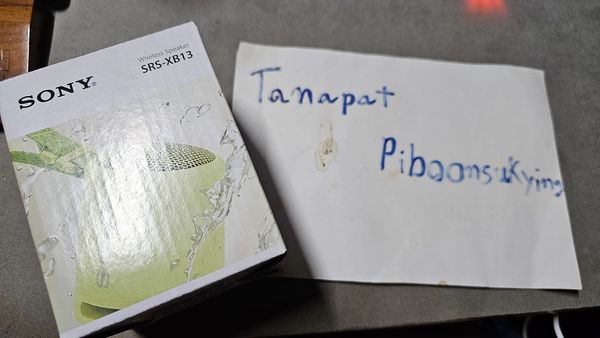 Wireless Speaker
SRS-XB13
SONY®
Tanapat
Piboonsukying